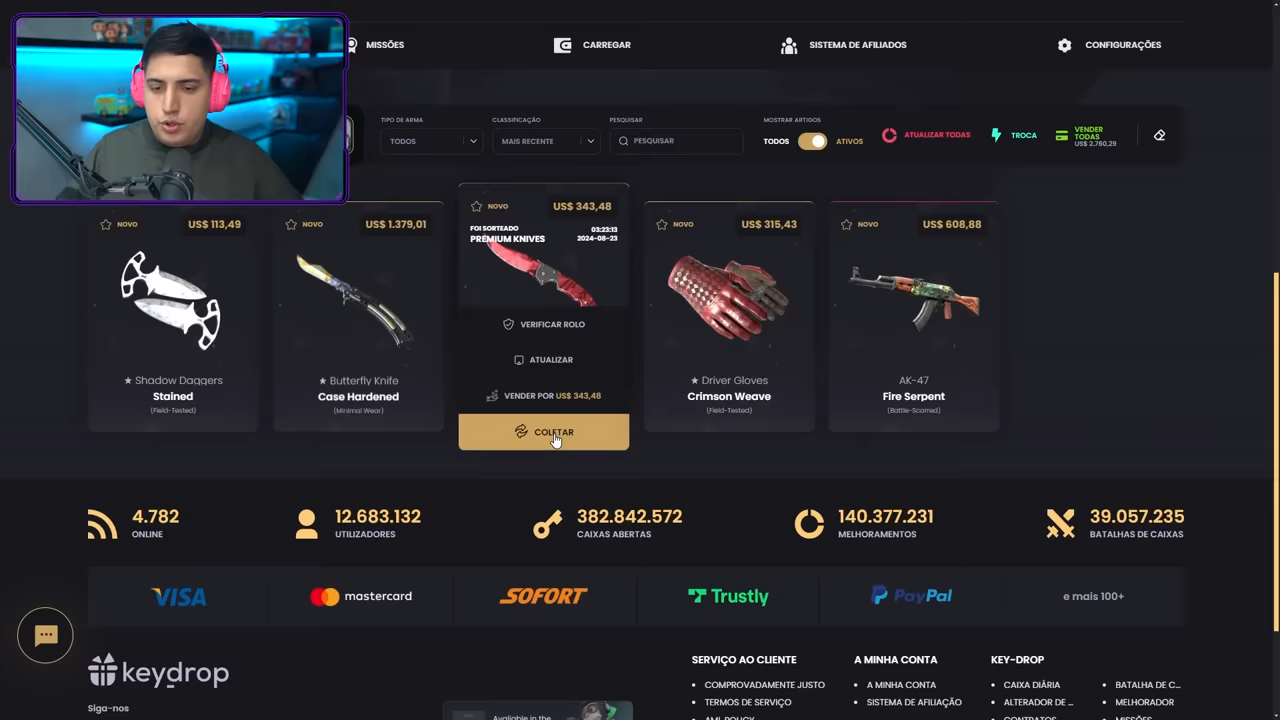 MISSÕES
CARREGAR
SISTEMA DE AFILIADOS
CONFIGURAÇÕES
TIPO DE ARMA
TODOS
CLASSIFICAÇÃO
MAIS RECENTE
PESQUISAR
PESQUISAR
MOSTRAR ARTIGOS
TODOS
ATIVOS
ATUALIZAR TODAS
TROCA
VENDER
TODAS
US$ 2.760,29
NOVO
US$ 113,49
★ Shadow Daggers
Stained
(Field-Tested)
NOVO
US$ 1.379,01
★ Butterfly Knife
Case Hardened
(Minimal Wear)
NOVO
US$ 343,48
FOI SORTEADO
PREMIUM KNIVES
03:23:13
2024-08-23
VERIFICAR ROLO
ATUALIZAR
VENDER POR US$ 343,48
COLETAR
NOVO
US$ 315,43
★ Driver Gloves
Crimson Weave
(Field-Tested)
NOVO
US$ 608,88
AK-47
Fire Serpent
(Battle-Scarred)
4.782
ONLINE
12.683.132
UTILIZADORES
382.842.572
CAIXAS ABERTAS
140.377.231
MELHORAMENTOS
39.057.235
BATALHAS DE CAIXAS
VISA
mastercard
SOFORT
Trustly
PayPal
e mais 100+
keydrop
Siga-nos
Available in the
SERVIÇO AO CLIENTE
COMPROVADAMENTE JUSTO
TERMOS DE SERVIÇO
AML POLICY
A MINHA CONTA
A MINHA CONTA
SISTEMA DE AFILIAÇÃO
KEY-DROP
CAIXA DIÁRIA
ALTERADOR DE ...
CONTRATOS
BATALHA DE C...
MELHORADOR
MISSÕES